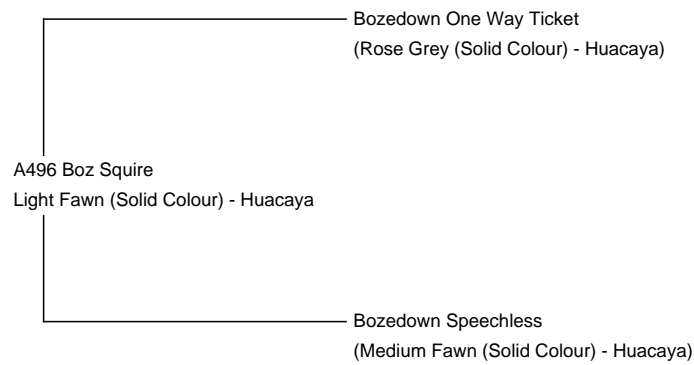 Bozedown One Way Ticket
(Rose Grey (Solid Colour) - Huacaya)
A496 Boz Squire
Light Fawn (Solid Colour) - Huacaya
Bozedown Speechless
(Medium Fawn (Solid Colour) - Huacaya)